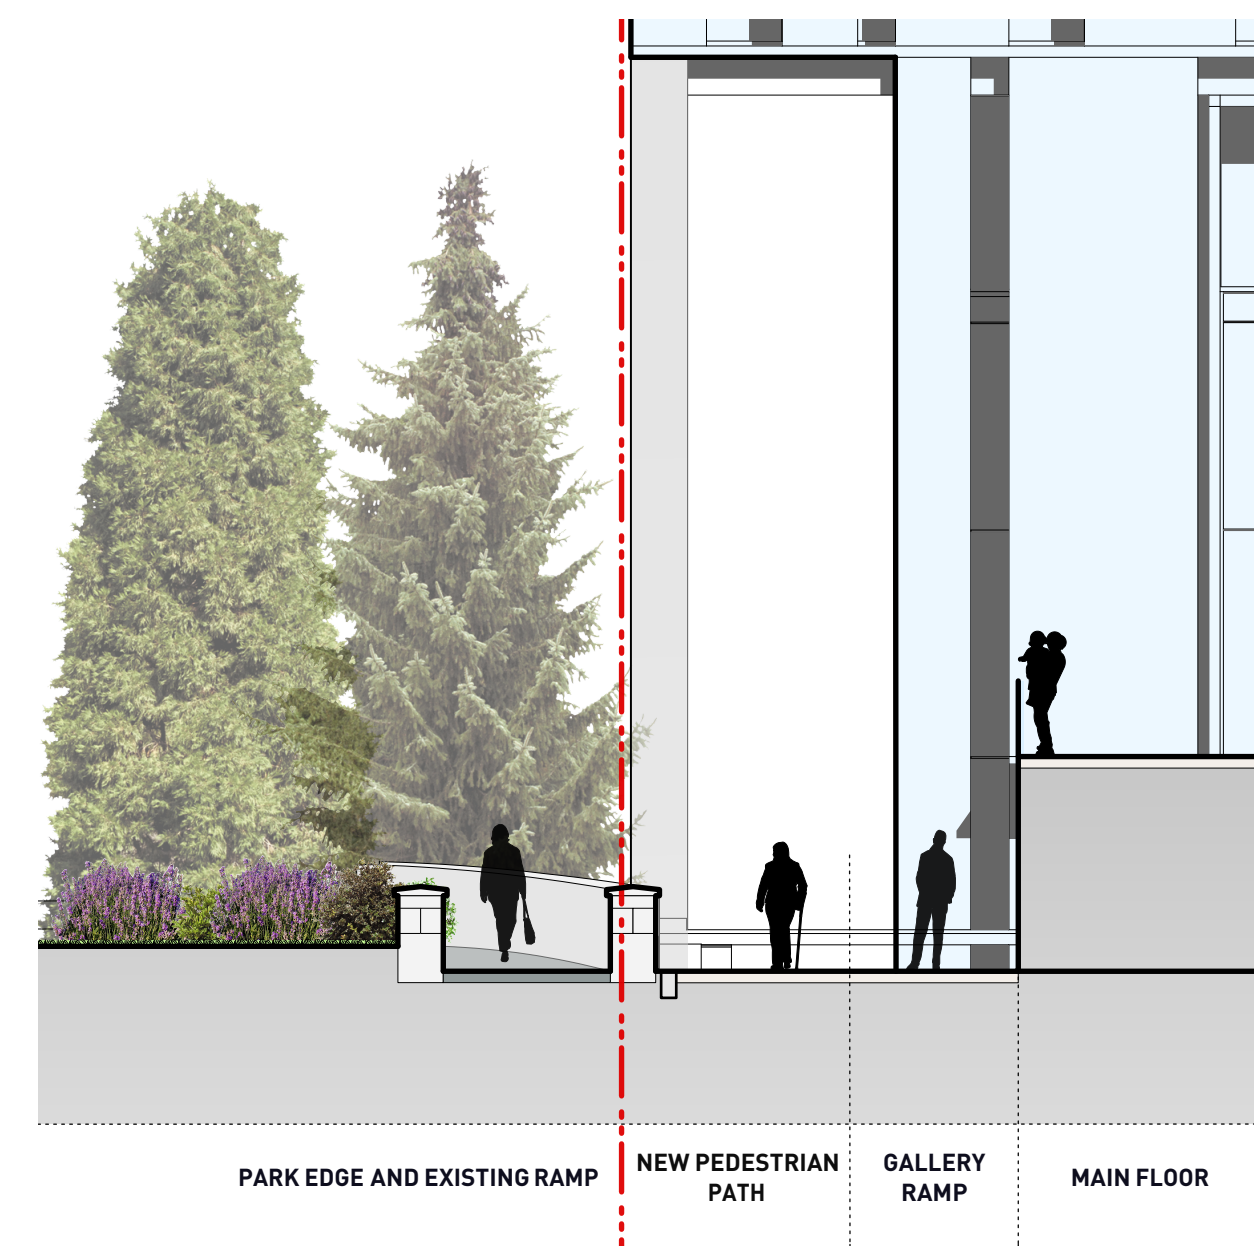 PARK EDGE AND EXISTING RAMP
NEW PEDESTRIAN
PATH
GALLERY
RAMP
MAIN FLOOR